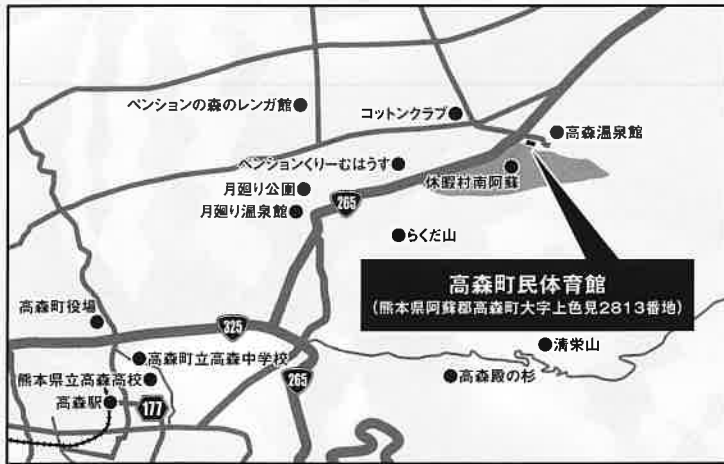 ペンションの森のレンガ館
コットンクラブ
高森温泉館
ペンションくりーむはうす
休暇村南阿蘇
月廻り公園
月廻り温泉館
265
らくだ山
高森町民体育館
(熊本県阿蘇郡高森町大字上色見2813番地)
高森町役場
325
清栄山
高森町立高森中学校
熊本県立高森高校
265
高森殿の杉
高森駅
177